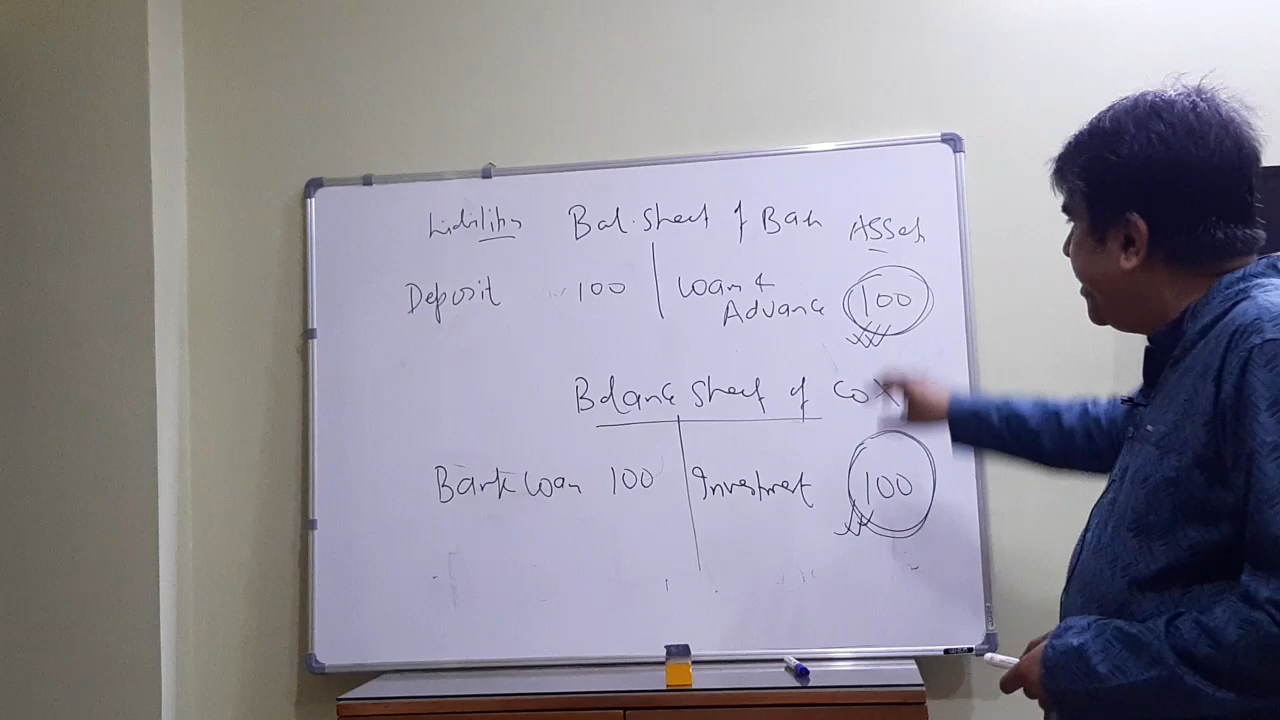 Liability Bal. Sheet of Bank Assets
Deposit 100 Loan & Advance 100
Balance Sheet of Co X
Bank Loan 100 Investment 100